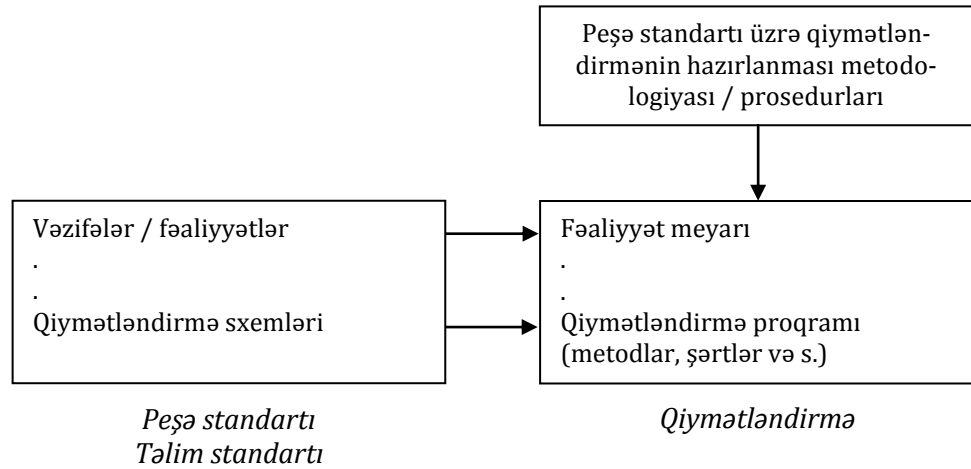 Peşə standartı üzrə qiymətlən-
dirmənin hazırlanması metodo-
logiyası / prosedurları
Vəzifələr / fəaliyyətlər
.
.
Qiymətləndirmə sxemləri
Fəaliyyət meyarı
.
.
Qiymətləndirmə proqramı
(metodlar, şərtlər və s.)
Peşə standartı
Təlim standartı
Qiymətləndirmə